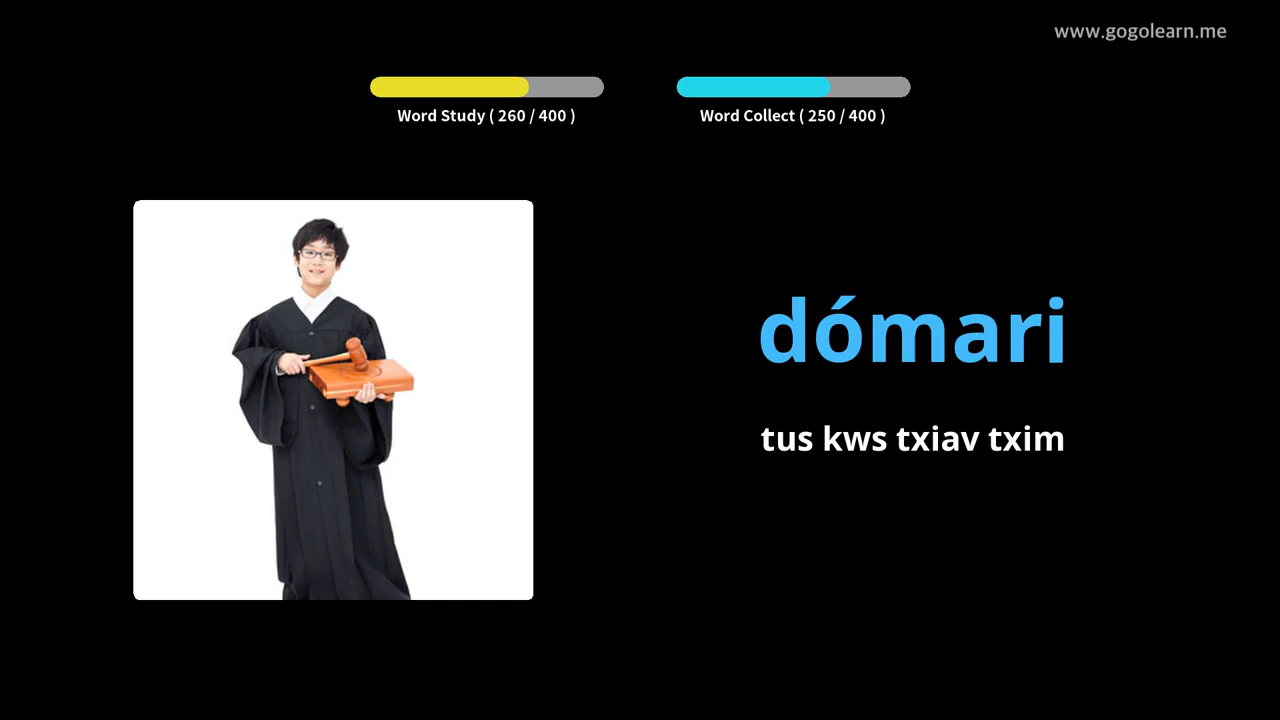 www.gogolearn.me
Word Study ( 260 / 400 )
Word Collect ( 250 / 400 )
dómari
tus kws txiav txim